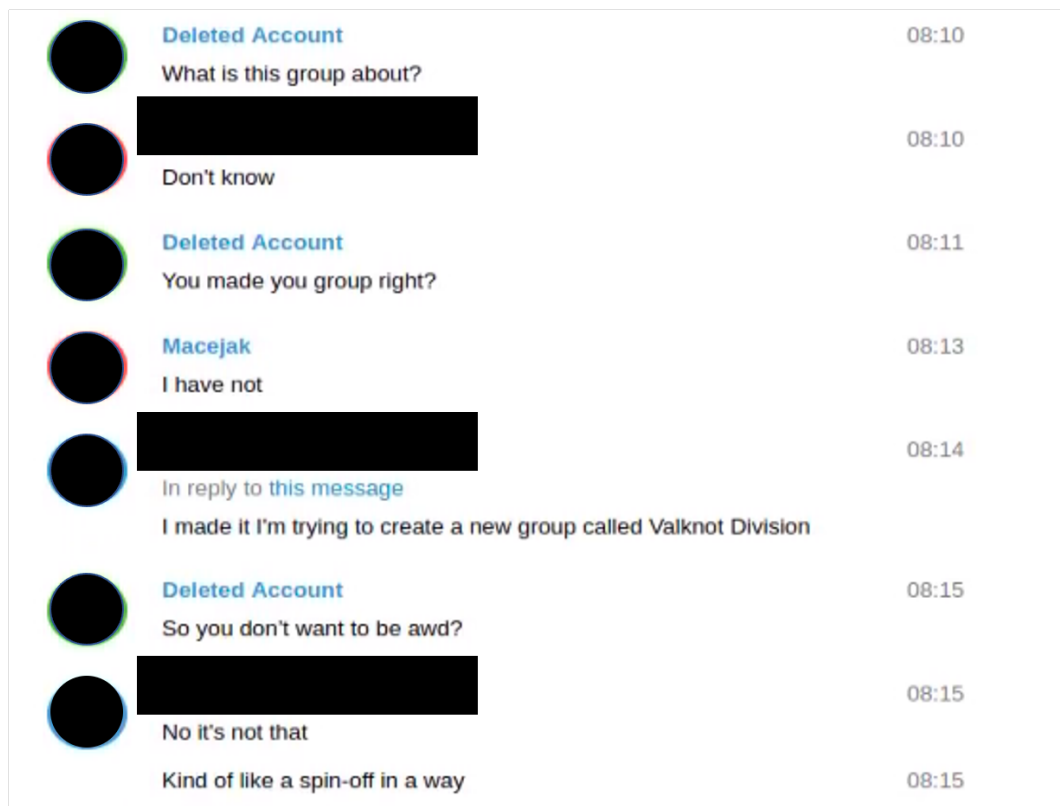 Deleted Account 08:10
What is this group about?
08:10
Don't know
Deleted Account 08:11
You made you group right?
Macejak 08:13
I have not
08:14
In reply to this message
I made it I'm trying to create a new group called Valknot Division
Deleted Account 08:15
So you don't want to be awd?
08:15
No it's not that
Kind of like a spin-off in a way 08:15